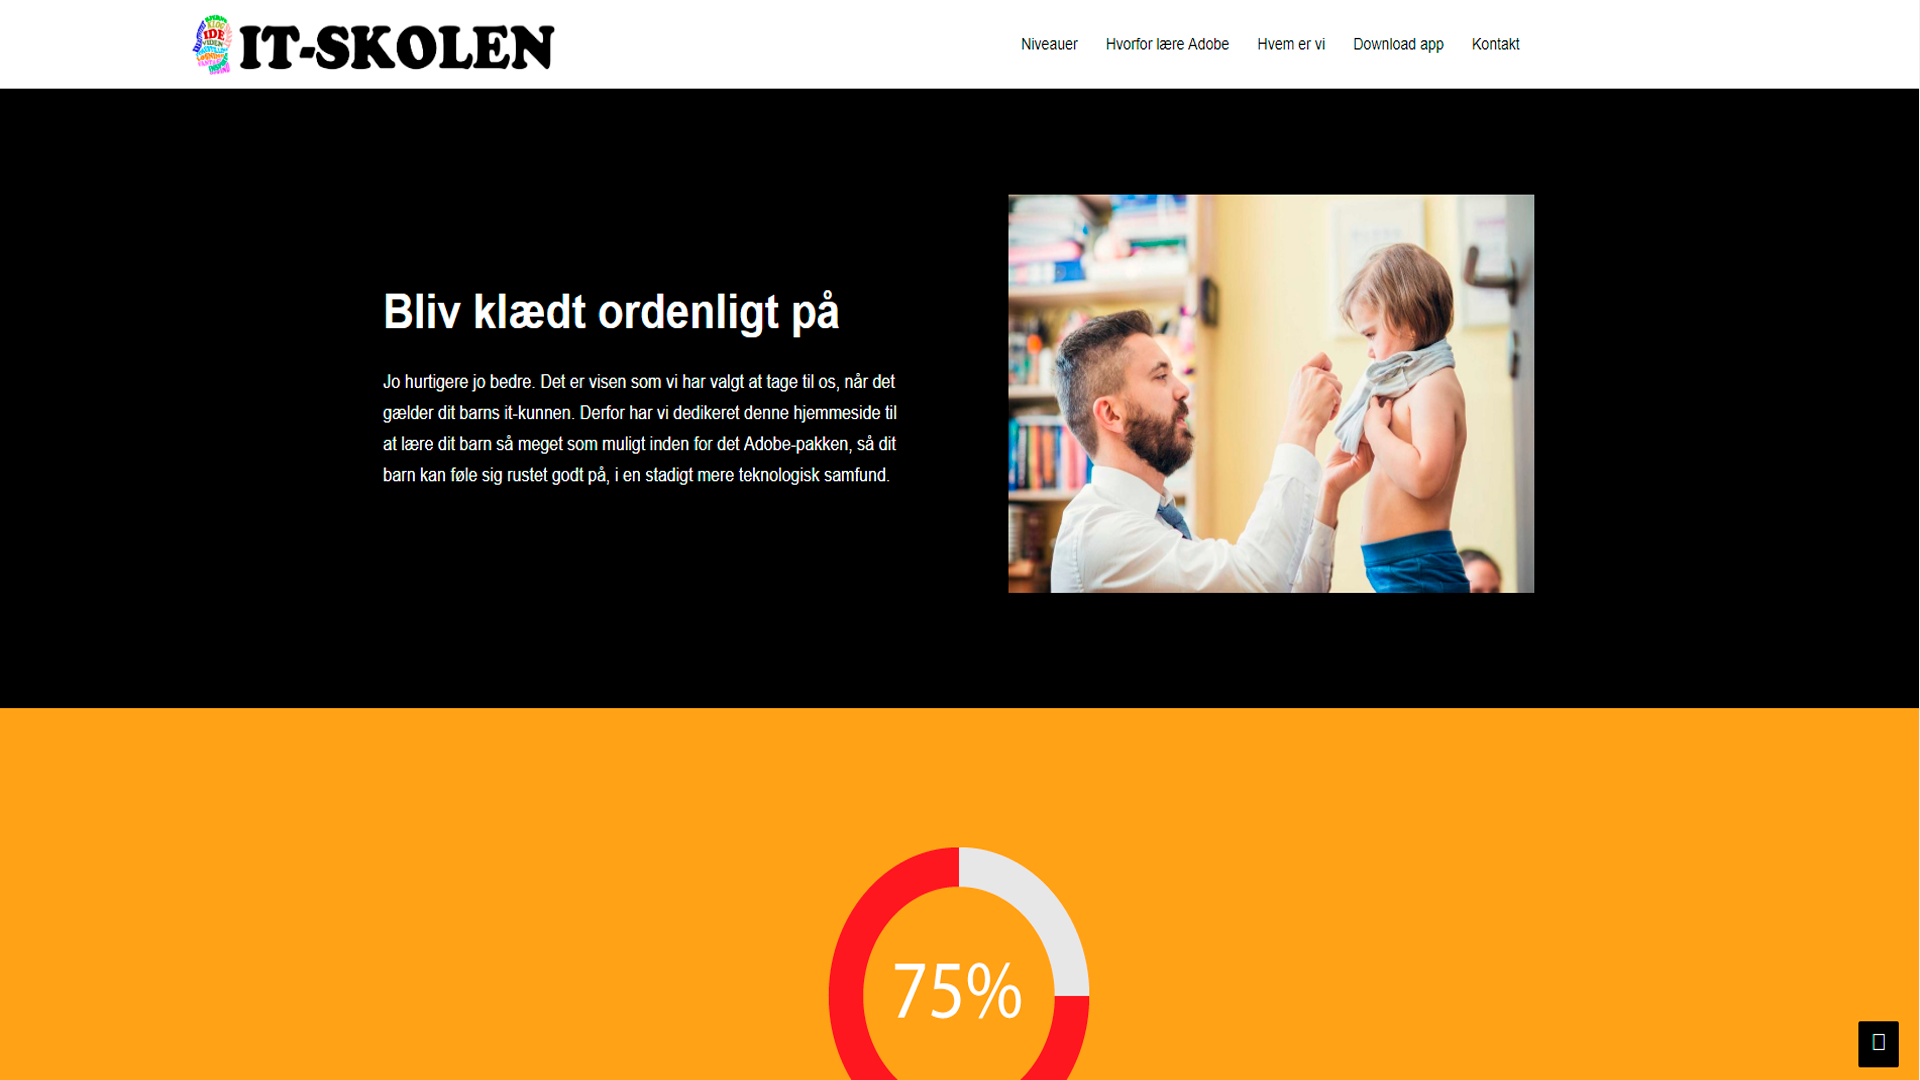 IDE
IT-SKOLEN
Niveauer
Hvorfor lære Adobe
Hvem er vi
Download app
Kontakt
Bliv klædt ordenligt på
Jo hurtigere jo bedre. Det er visen som vi har valgt at tage til os, når det
gælder dit barns it-kunnen. Derfor har vi dedikeret denne hjemmeside til
at lære dit barn så meget som muligt inden for det Adobe-pakken, så dit
barn kan føle sig rustet godt på, i en stadigt mere teknologisk samfund.
75%